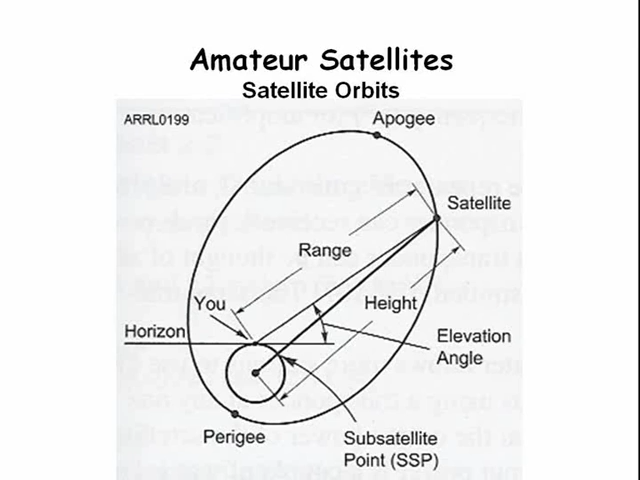 Amateur Satellites
Satellite Orbits
ARRL0199
Apogee
Satellite
Range
You
Height
Horizon
Elevation
Angle
Perigee
Subsatellite
Point (SSP)